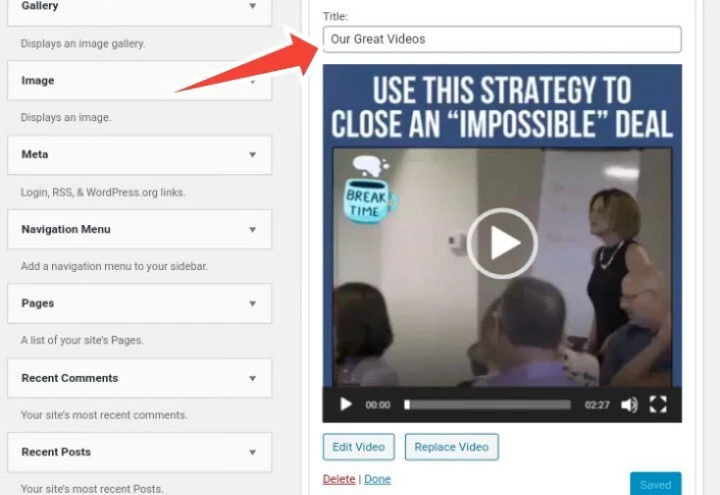 Gallery
Displays an image gallery.
Image
Displays an image.
Meta
Login, RSS, & WordPress.org links.
Navigation Menu
Add a navigation menu to your sidebar.
Pages
A list of your site's Pages.
Recent Comments
Your site's most recent comments.
Recent Posts
Your site's most recent Posts.
Title:
Our Great Videos
USE THIS STRATEGY TO
CLOSE AN “IMPOSSIBLE” DEAL
BREAK
TIME
00:00
02:27
Edit Video
Replace Video
Delete | Done
Saved